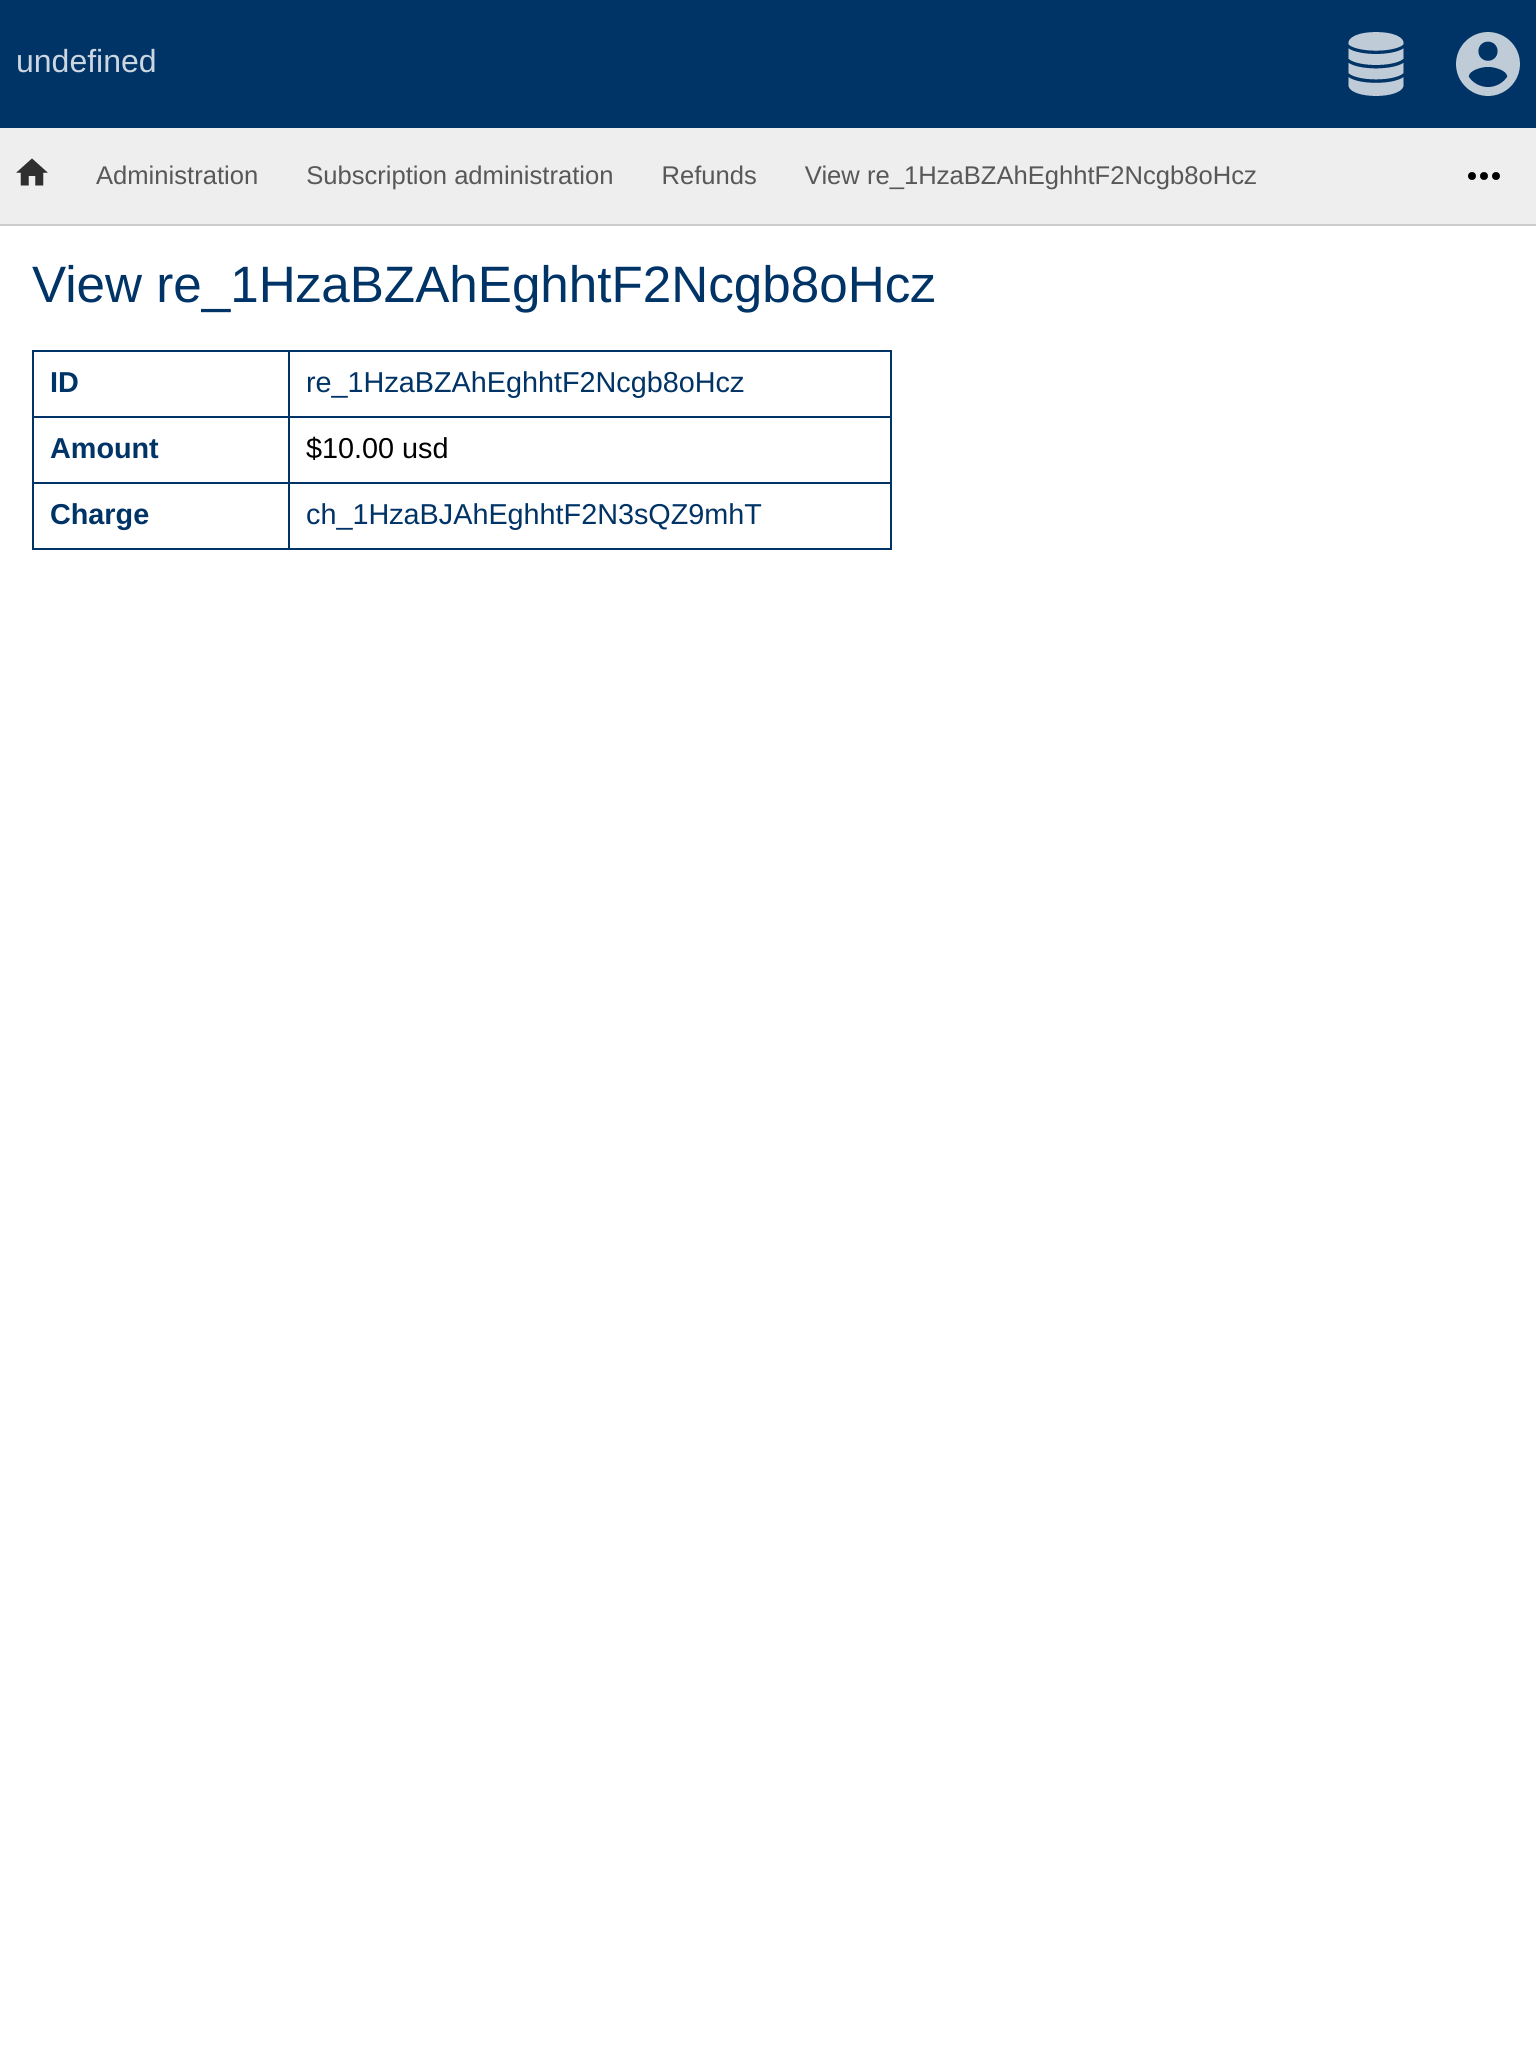 undefined
Administration Subscription administration Refunds View re_1HzaBZAhEghhtF2Ncgb8oHcz
View re_1HzaBZAhEghhtF2Ncgb8oHcz
ID re_1HzaBZAhEghhtF2Ncgb8oHcz
Amount $10.00 usd
Charge ch_1HzaBJAhEghhtF2N3sQZ9mhT